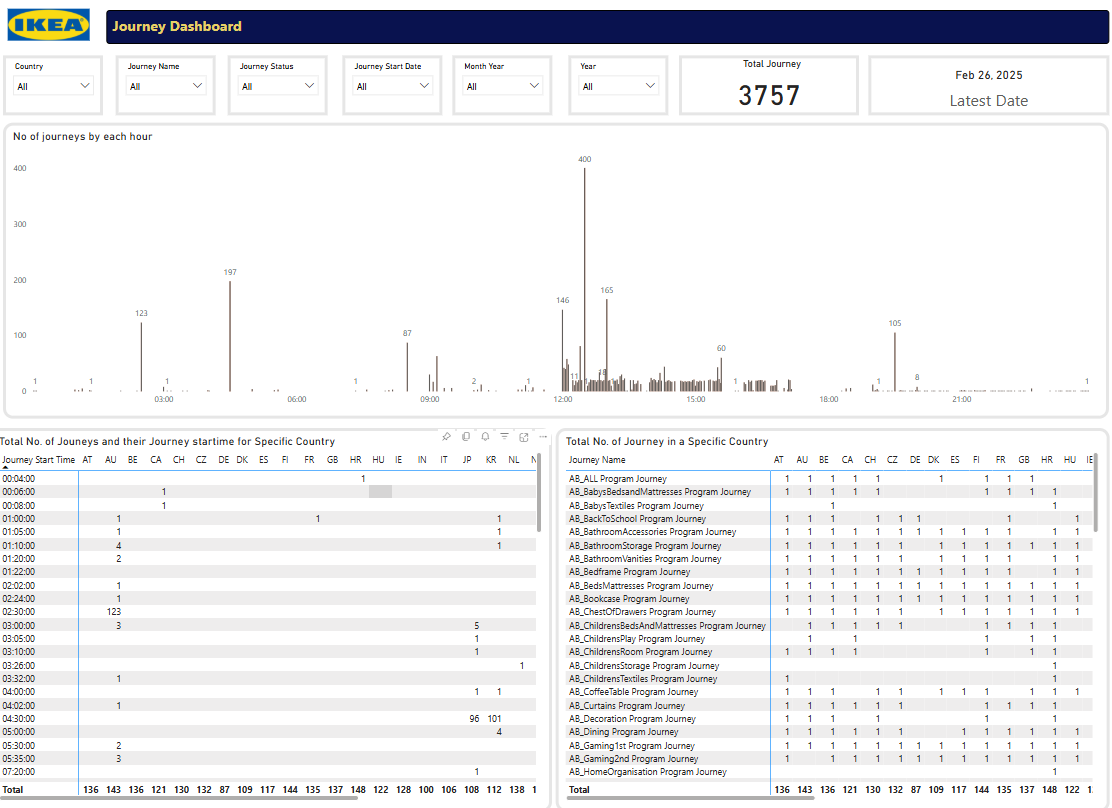 IKEA Journey Dashboard
Country Journey Name Journey Status Journey Start Date Month Year Year Total Journey
All All All All All All 3757
Feb 26, 2025
Latest Date
No of journeys by each hour
400
300
200
100
0
1 1 123 1 197 1 87 2 1 146 11 400 18 165 60 1 1 105 8 1
03:00 06:00 09:00 12:00 15:00 18:00 21:00
Total No. of Jouneys and their Journey startime for Specific Country
Journey Start Time AT AU BE CA CH CZ DE DK ES FI FR GB HR HU IE IN IT JP KR NL
00:04:00 1
00:06:00 1
00:08:00 1
01:00:00 1 1 1
01:05:00 1 1
01:10:00 4 1
01:20:00 2
01:22:00
02:02:00 1
02:24:00 1
02:30:00 123
03:00:00 3 5
03:05:00 1
03:10:00 1
03:26:00 1
03:32:00 1
04:00:00 1 1
04:02:00 1
04:30:00 96 101
05:00:00 4
05:30:00 2
05:35:00 3
07:20:00 1
Total 136 143 136 121 130 132 87 109 117 144 135 137 148 122 128 100 106 108 112 138 1
Total No. of Journey in a Specific Country
Journey Name AT AU BE CA CH CZ DE DK ES FI FR GB HR HU IE
AB_ALL Program Journey 1 1 1 1 1 1 1 1 1
AB_BabysBedsandMattresses Program Journey 1 1 1 1 1 1 1 1 1
AB_BabysTextiles Program Journey 1 1
AB_BackToSchool Program Journey 1 1 1 1 1 1 1 1
AB_BathroomAccessories Program Journey 1 1 1 1 1 1 1 1 1 1 1 1 1
AB_BathroomStorage Program Journey 1 1 1 1 1 1 1 1 1 1 1 1 1
AB_BathroomVanities Program Journey 1 1 1 1 1 1 1 1 1 1 1 1
AB_Bedframe Program Journey 1 1 1 1 1 1 1 1 1 1 1 1 1
AB_BedsMattresses Program Journey 1 1 1 1 1 1 1 1 1 1 1 1 1 1
AB_Bookcase Program Journey 1 1 1 1 1 1 1 1 1 1 1 1 1 1
AB_ChestOfDrawers Program Journey 1 1 1 1 1 1 1 1 1 1 1 1 1
AB_ChildrensBedsAndMattresses Program Journey 1 1 1 1 1 1 1 1 1
AB_ChildrensPlay Program Journey 1 1 1 1 1
AB_ChildrensRoom Program Journey 1 1 1 1 1 1 1
AB_ChildrensStorage Program Journey 1
AB_ChildrensTextiles Program Journey 1 1
AB_CoffeeTable Program Journey 1 1 1 1 1 1 1 1 1 1 1 1
AB_Curtains Program Journey 1 1 1 1 1 1 1 1 1 1
AB_Decoration Program Journey 1 1 1 1 1 1
AB_Dining Program Journey 1 1 1 1 1 1 1 1 1 1 1 1
AB_Gaming1st Program Journey 1 1 1 1 1 1 1 1 1 1 1 1 1 1
AB_Gaming2nd Program Journey 1 1 1 1 1 1 1 1 1 1 1 1 1 1
AB_HomeOrganisation Program Journey 1
Total 136 143 136 121 130 132 87 109 117 144 135 137 148 122 1